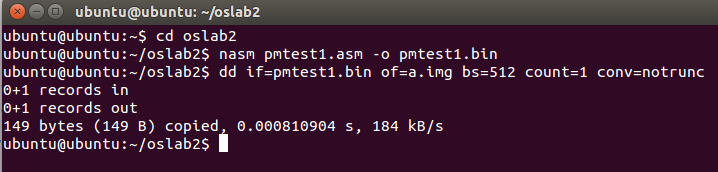 ubuntu@ubuntu: ~/oslab2
ubuntu@ubuntu:~$ cd oslab2
ubuntu@ubuntu:~/oslab2$ nasm pmtest1.asm -o pmtest1.bin
ubuntu@ubuntu:~/oslab2$ dd if=pmtest1.bin of=a.img bs=512 count=1 conv=notrunc
0+1 records in
0+1 records out
149 bytes (149 B) copied, 0.000810904 s, 184 kB/s
ubuntu@ubuntu:~/oslab2$